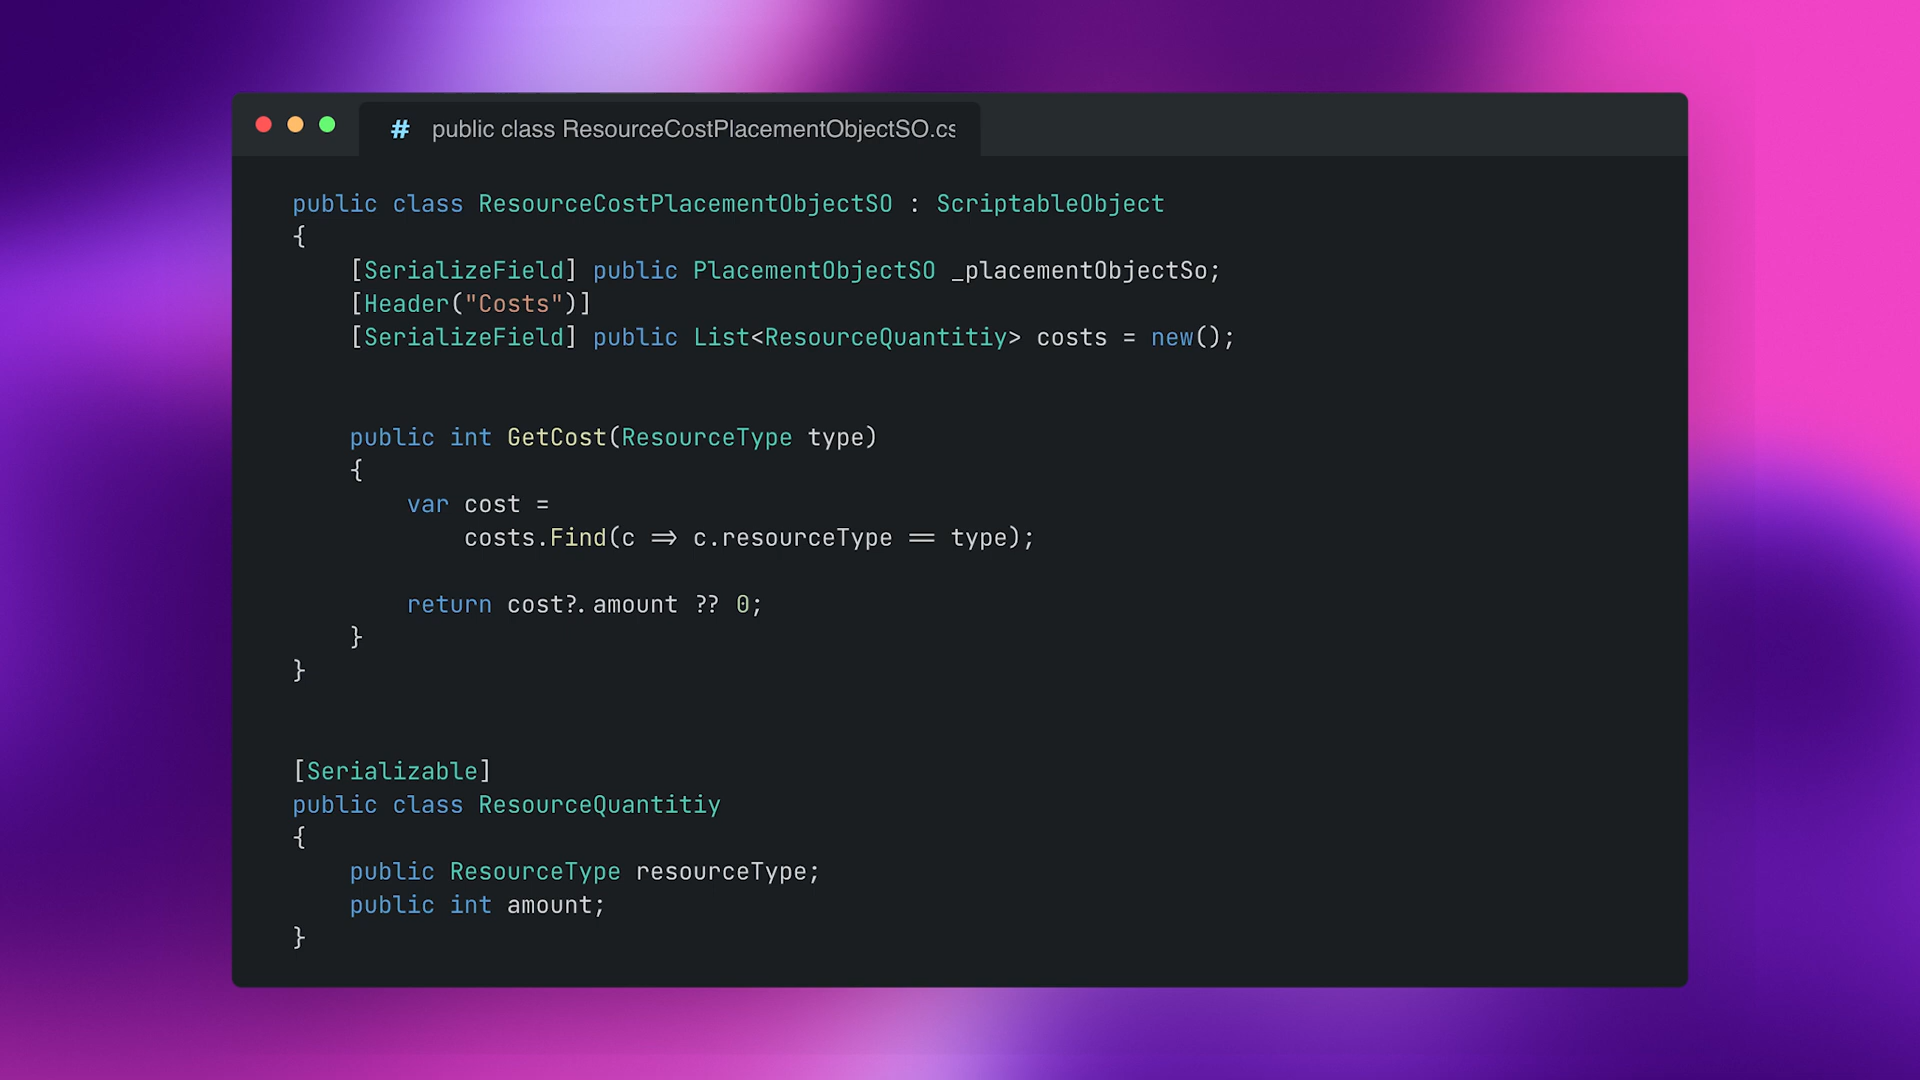 # public class ResourceCostPlacementObjectSO.cs
public class ResourceCostPlacementObjectSO : ScriptableObject
{
[SerializeField] public PlacementObjectSO _placementObjectSo;
[Header("Costs")]
[SerializeField] public List<ResourceQuantitiy> costs = new();
public int GetCost(ResourceType type)
{
var cost =
costs.Find(c => c.resourceType == type);
return cost?.amount ?? 0;
}
}
[Serializable]
public class ResourceQuantitiy
{
public ResourceType resourceType;
public int amount;
}